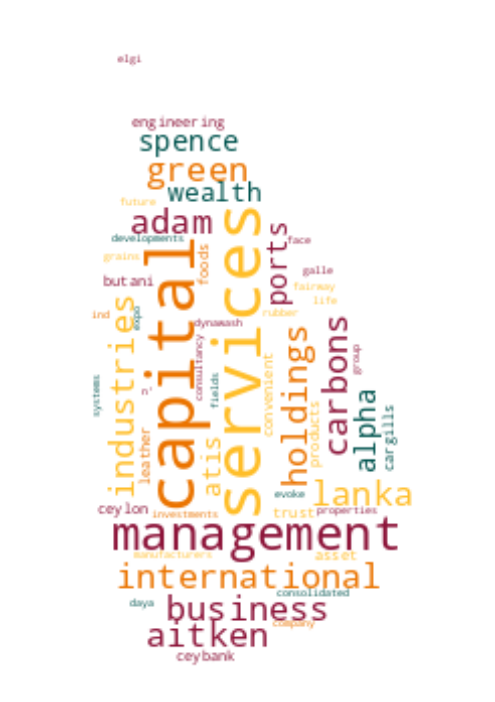 elgi
engineering
spence
green
wealth
future
adam
ports
developments
face
grains
foods
galle
butani
capital
services
fairway
life
industries
ind
expo
rubber
dynawash
holdings
carbons
group
systems
n'
consultancy
fields
convenient
products
alpha
cargills
leather
atis
evoke
lanka
ceylon
investments
trust
properties
management
manufacturers
asset
international
consolidated
daya
business
company
aitken
ceybank